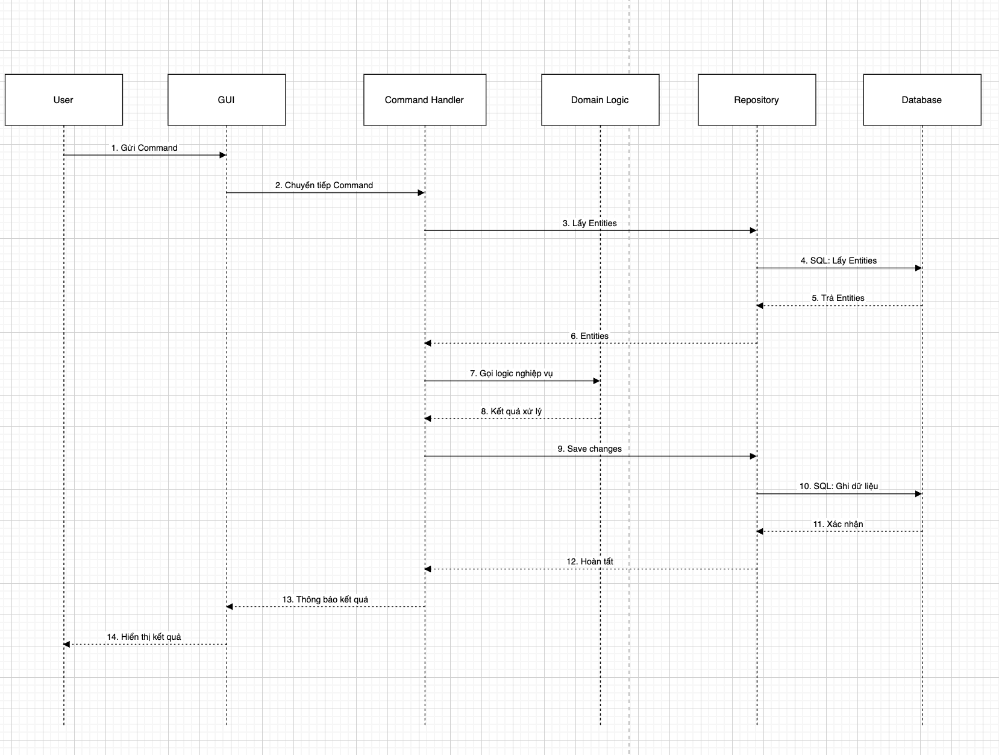 User
GUI
Command Handler
Domain Logic
Repository
Database
1. Gửi Command
2. Chuyển tiếp Command
3. Lấy Entities
4. SQL: Lấy Entities
5. Trả Entities
6. Entities
7. Gọi logic nghiệp vụ
8. Kết quả xử lý
9. Save changes
10. SQL: Ghi dữ liệu
11. Xác nhận
12. Hoàn tất
13. Thông báo kết quả
14. Hiển thị kết quả